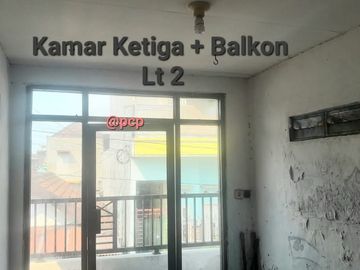 Kamar Ketiga + Balkon
Lt 2
@pcp